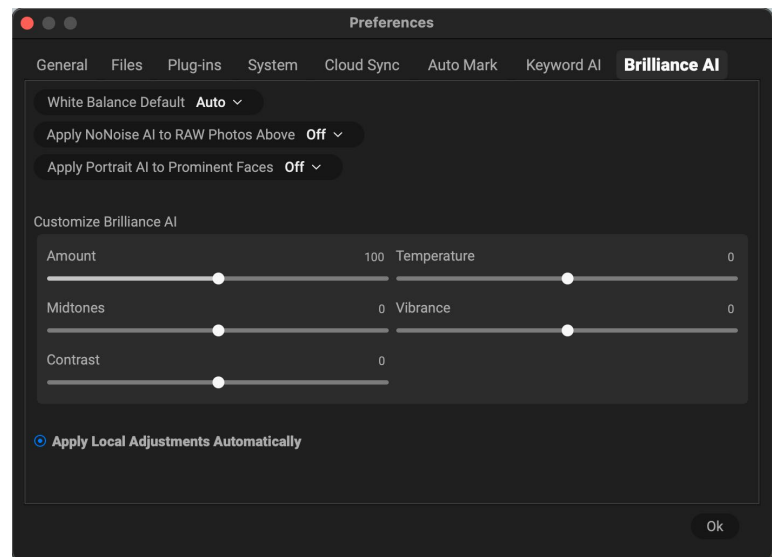 Preferences
General Files Plug-ins System Cloud Sync Auto Mark Keyword AI Brilliance AI
White Balance Default Auto
Apply NoNoise AI to RAW Photos Above Off
Apply Portrait AI to Prominent Faces Off
Customize Brilliance AI
Amount 100 Temperature 0
Midtones 0 Vibrance 0
Contrast 0
Apply Local Adjustments Automatically
Ok